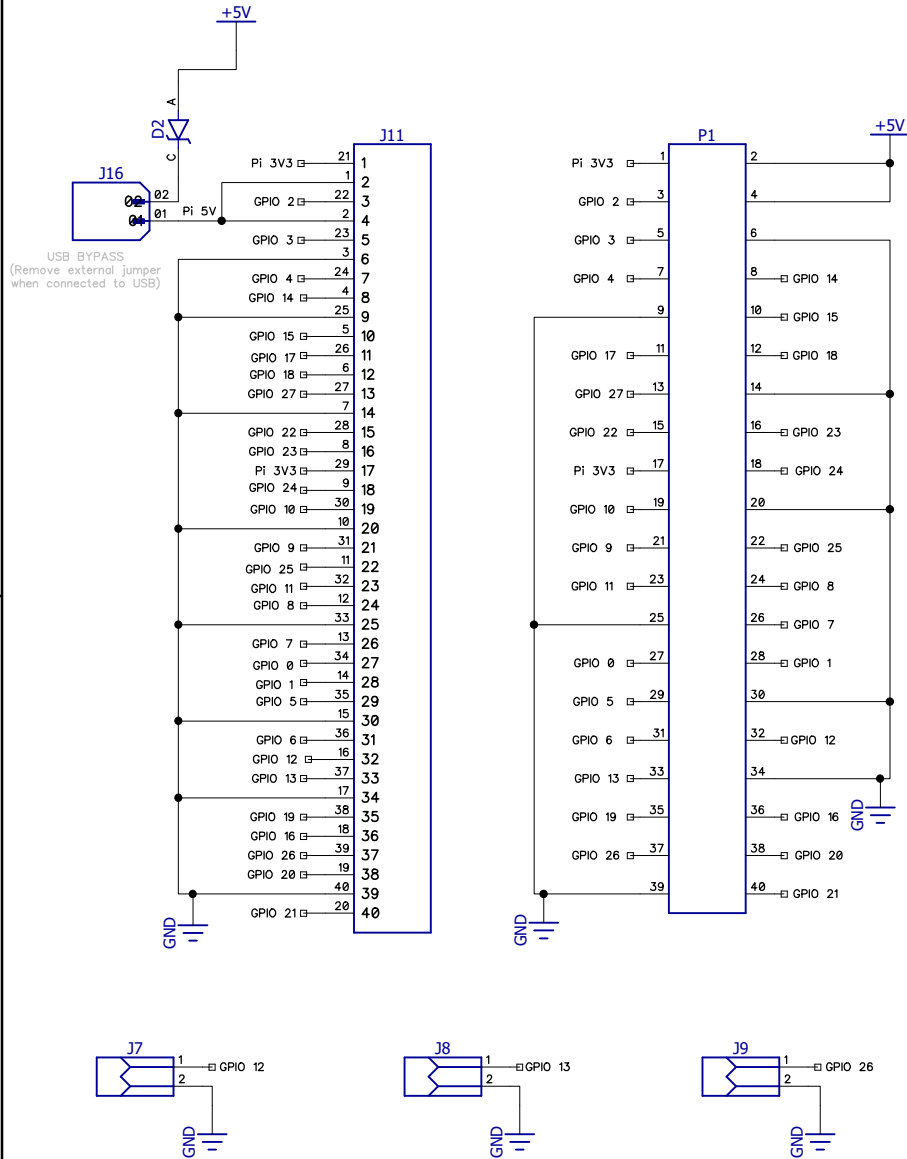 +5V
A
D2
C
J16
02 02
01 01
Pi 5V
USB BYPASS
(Remove external jumper
when connected to USB)
J11
Pi 3V3 21 1
1 2
GPIO 2 22 3
2 4
GPIO 3 23 5
3 6
GPIO 4 24 7
GPIO 14 4 8
25 9
GPIO 15 5 10
GPIO 17 26 11
GPIO 18 6 12
GPIO 27 27 13
7 14
GPIO 22 28 15
GPIO 23 8 16
Pi 3V3 29 17
GPIO 24 9 18
GPIO 10 30 19
10 20
GPIO 9 31 21
GPIO 25 11 22
GPIO 11 32 23
GPIO 8 12 24
33 25
GPIO 7 13 26
GPIO 0 34 27
GPIO 1 14 28
GPIO 5 35 29
15 30
GPIO 6 36 31
GPIO 12 16 32
GPIO 13 37 33
17 34
GPIO 19 38 35
GPIO 16 18 36
GPIO 26 39 37
GPIO 20 19 38
40 39
GPIO 21 20 40
GND
P1
+5V
Pi 3V3 1 2
GPIO 2 3 4
GPIO 3 5 6
GPIO 4 7 8 GPIO 14
9 10 GPIO 15
GPIO 17 11 12 GPIO 18
GPIO 27 13 14
GPIO 22 15 16 GPIO 23
Pi 3V3 17 18 GPIO 24
GPIO 10 19 20
GPIO 9 21 22 GPIO 25
GPIO 11 23 24 GPIO 8
25 26 GPIO 7
GPIO 0 27 28 GPIO 1
GPIO 5 29 30
GPIO 6 31 32 GPIO 12
GPIO 13 33 34
GPIO 19 35 36 GPIO 16
GND
GPIO 26 37 38 GPIO 20
39 40 GPIO 21
GND
J7
1 GPIO 12
2
GND
J8
1 GPIO 13
2
GND
J9
1 GPIO 26
2
GND